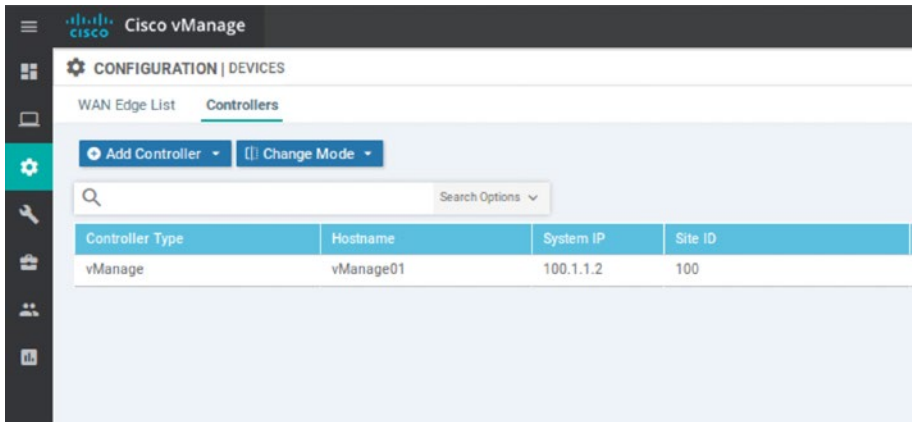 cisco Cisco vManage
CONFIGURATION | DEVICES
WAN Edge List Controllers
Add Controller Change Mode
Search Options
Controller Type Hostname System IP Site ID
vManage vManage01 100.1.1.2 100